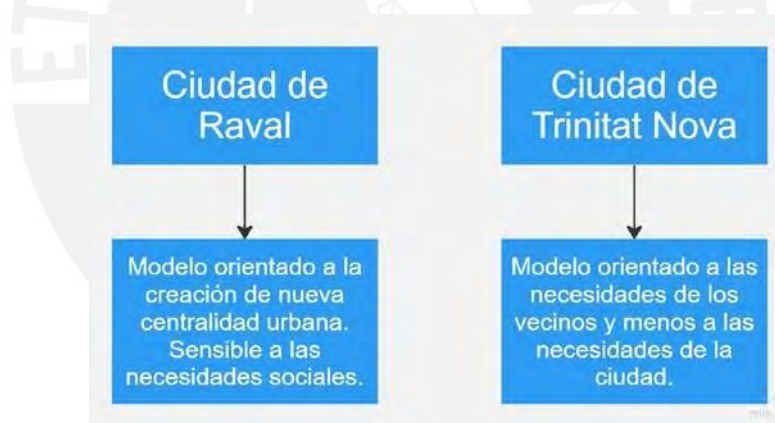 Ciudad de
Raval
Ciudad de
Trinitat Nova
Modelo orientado a la
creación de nueva
centralidad urbana.
Sensible a las
necesidades sociales.
Modelo orientado a las
necesidades de los
vecinos y menos a las
necesidades de la
ciudad.
miro